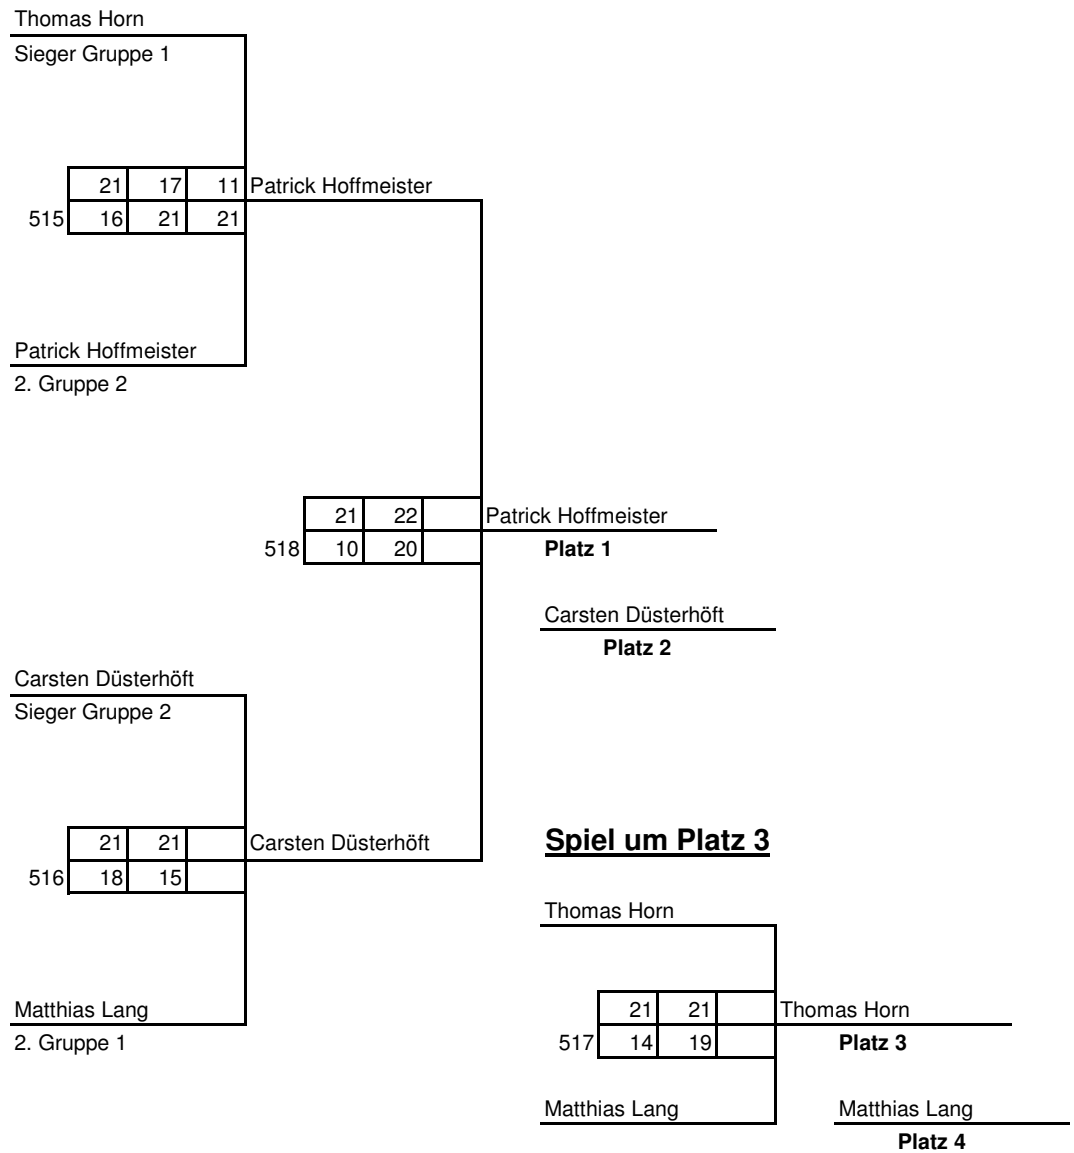 Thomas Horn
Sieger Gruppe 1
21 17 11 Patrick Hoffmeister
515 16 21 21
Patrick Hoffmeister
2. Gruppe 2
21 22 Patrick Hoffmeister
518 10 20 Platz 1
Carsten Düsterhöft
Platz 2
Carsten Düsterhöft
Sieger Gruppe 2
21 21 Carsten Düsterhöft
516 18 15
Spiel um Platz 3
Thomas Horn
Matthias Lang
2. Gruppe 1
21 21 Thomas Horn
517 14 19 Platz 3
Matthias Lang
Matthias Lang
Platz 4